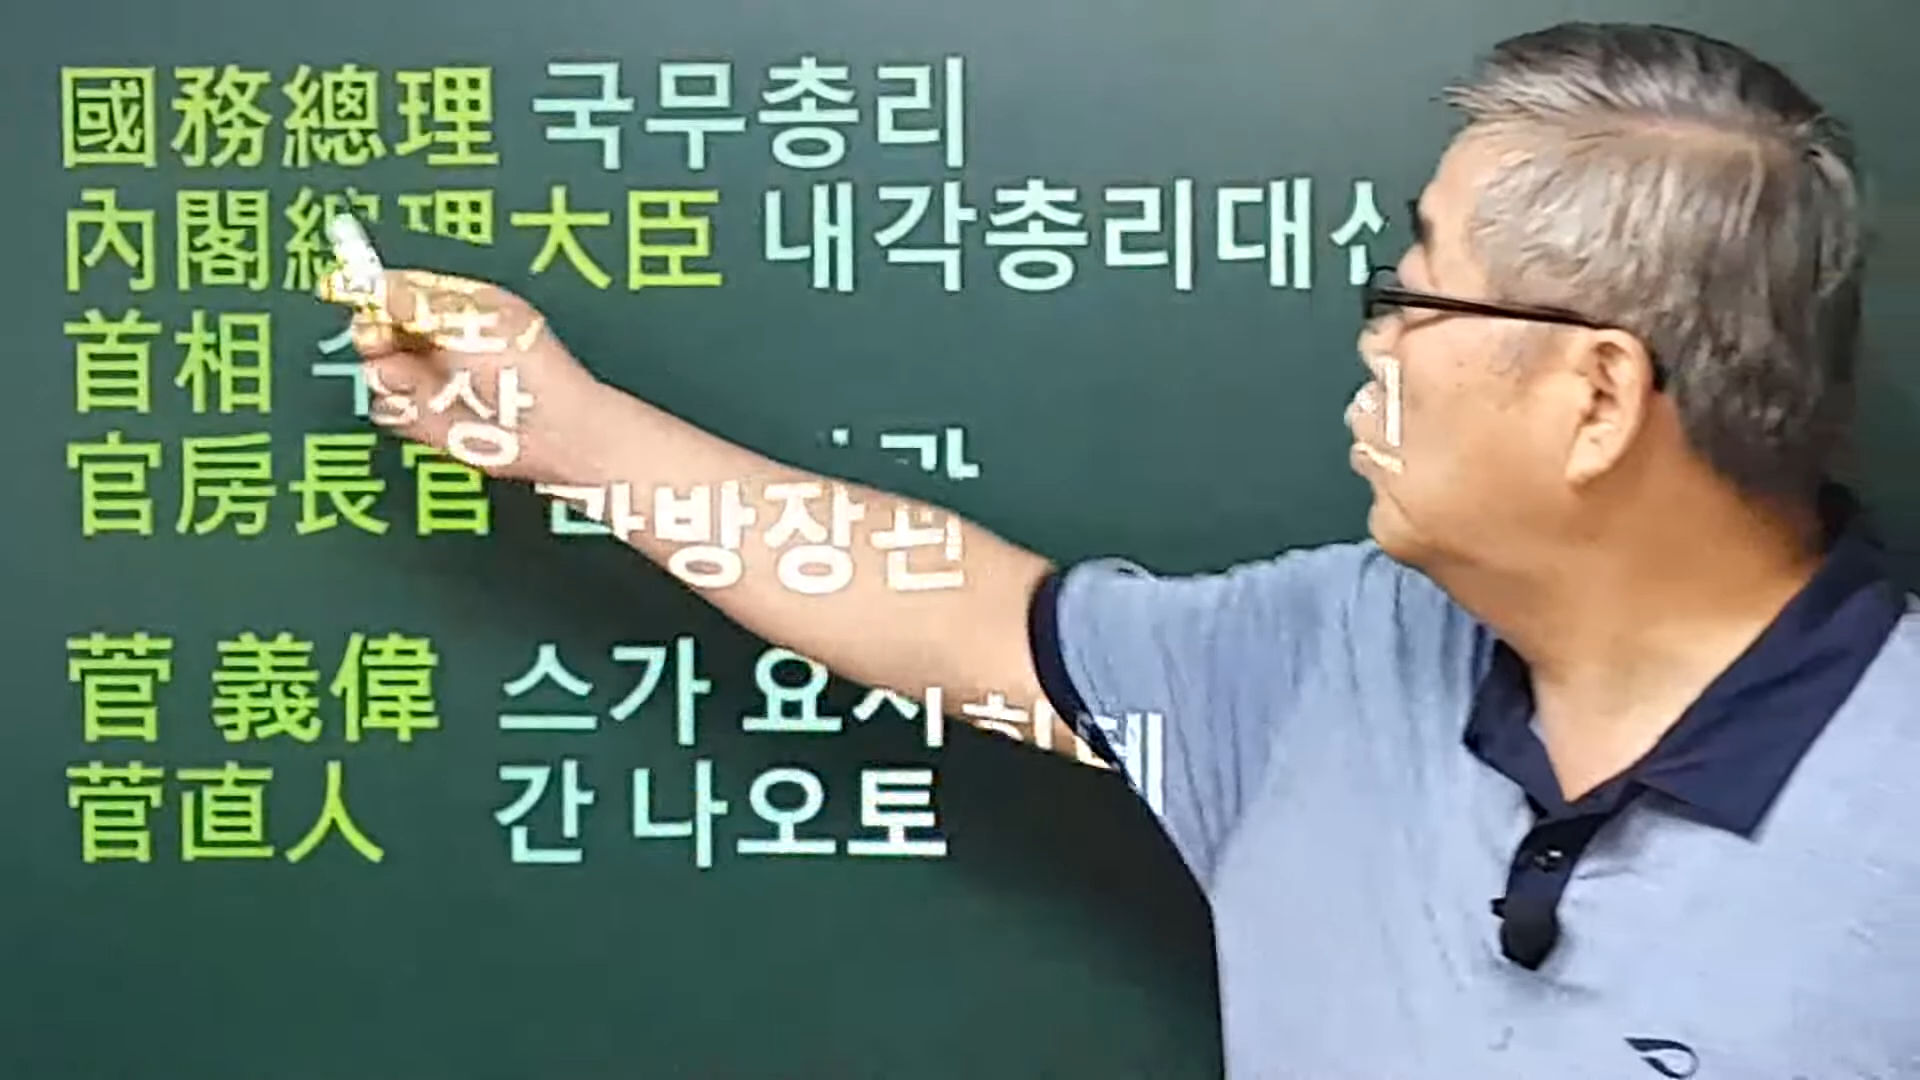 國務總理 국무총리
內閣總理大臣 내각총리대신
首相 수상
官房長官 관방장관
菅 義偉 스가 요시히데
菅直人 간 나오토